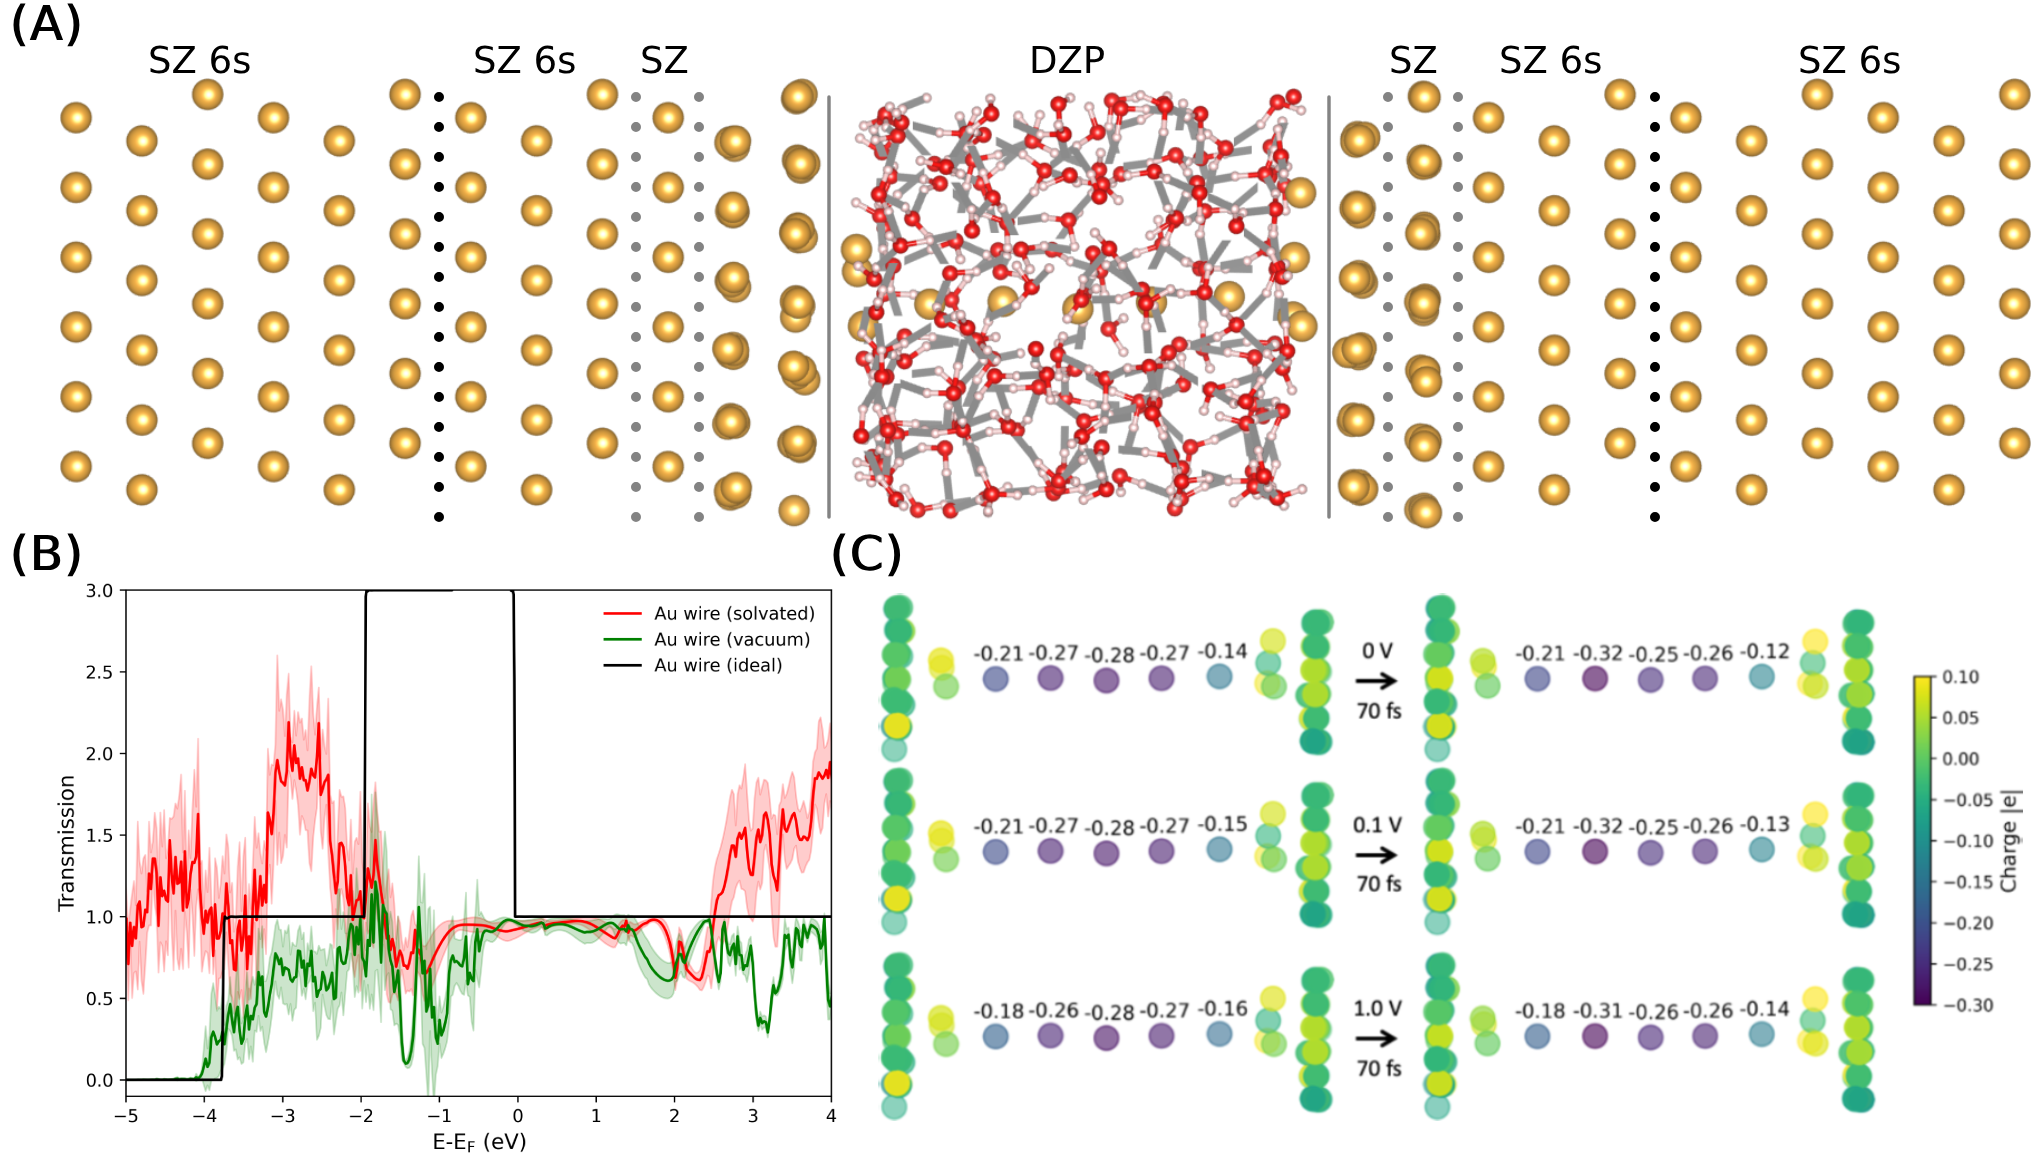 (A)
SZ 6s SZ 6s SZ DZP SZ SZ 6s SZ 6s
(B)
3.0
2.5
2.0
1.5
1.0
0.5
0.0
Transmission
Au wire (solvated)
Au wire (vacuum)
Au wire (ideal)
−5 −4 −3 −2 −1 0 1 2 3 4
E-EF (eV)
(C)
-0.21 -0.27 -0.28 -0.27 -0.14 0 V -0.21 -0.32 -0.25 -0.26 -0.12
70 fs
-0.21 -0.27 -0.28 -0.27 -0.15 0.1 V -0.21 -0.32 -0.25 -0.26 -0.13
70 fs
-0.18 -0.26 -0.28 -0.27 -0.16 1.0 V -0.18 -0.31 -0.26 -0.26 -0.14
70 fs
0.10
0.05
0.00
−0.05
−0.10
−0.15
−0.20
−0.25
−0.30
Charge |e|